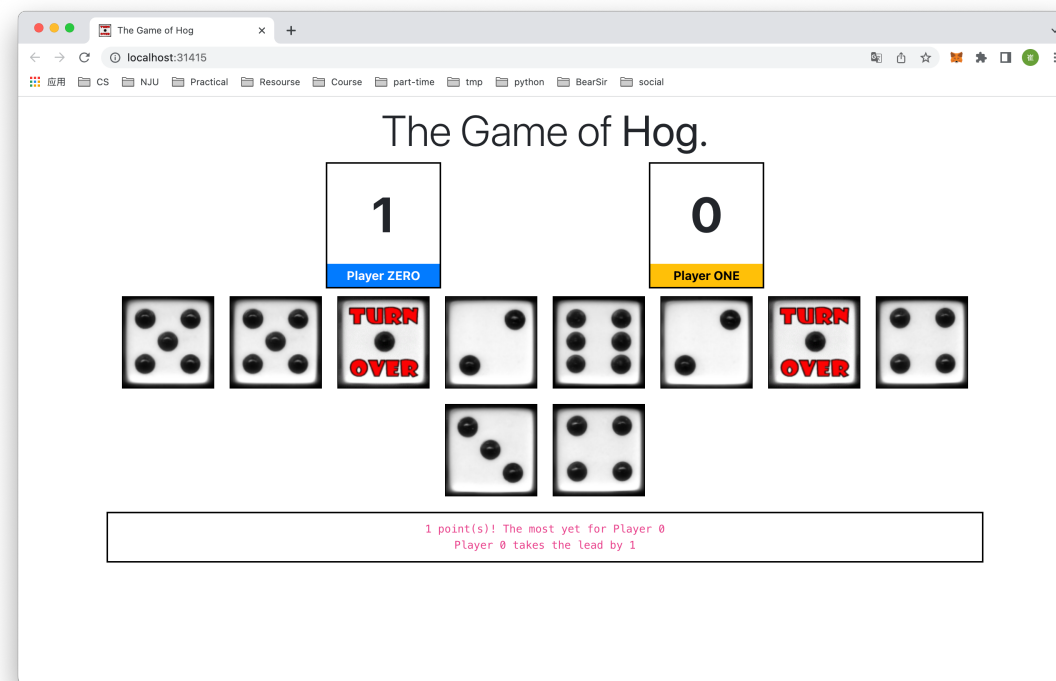 The Game of Hog
localhost:31415
应用 CS NJU Practical Resourse Course part-time tmp python BearSir social
The Game of Hog.
1 0
Player ZERO Player ONE
TURN OVER TURN OVER
1 point(s)! The most yet for Player 0
Player 0 takes the lead by 1